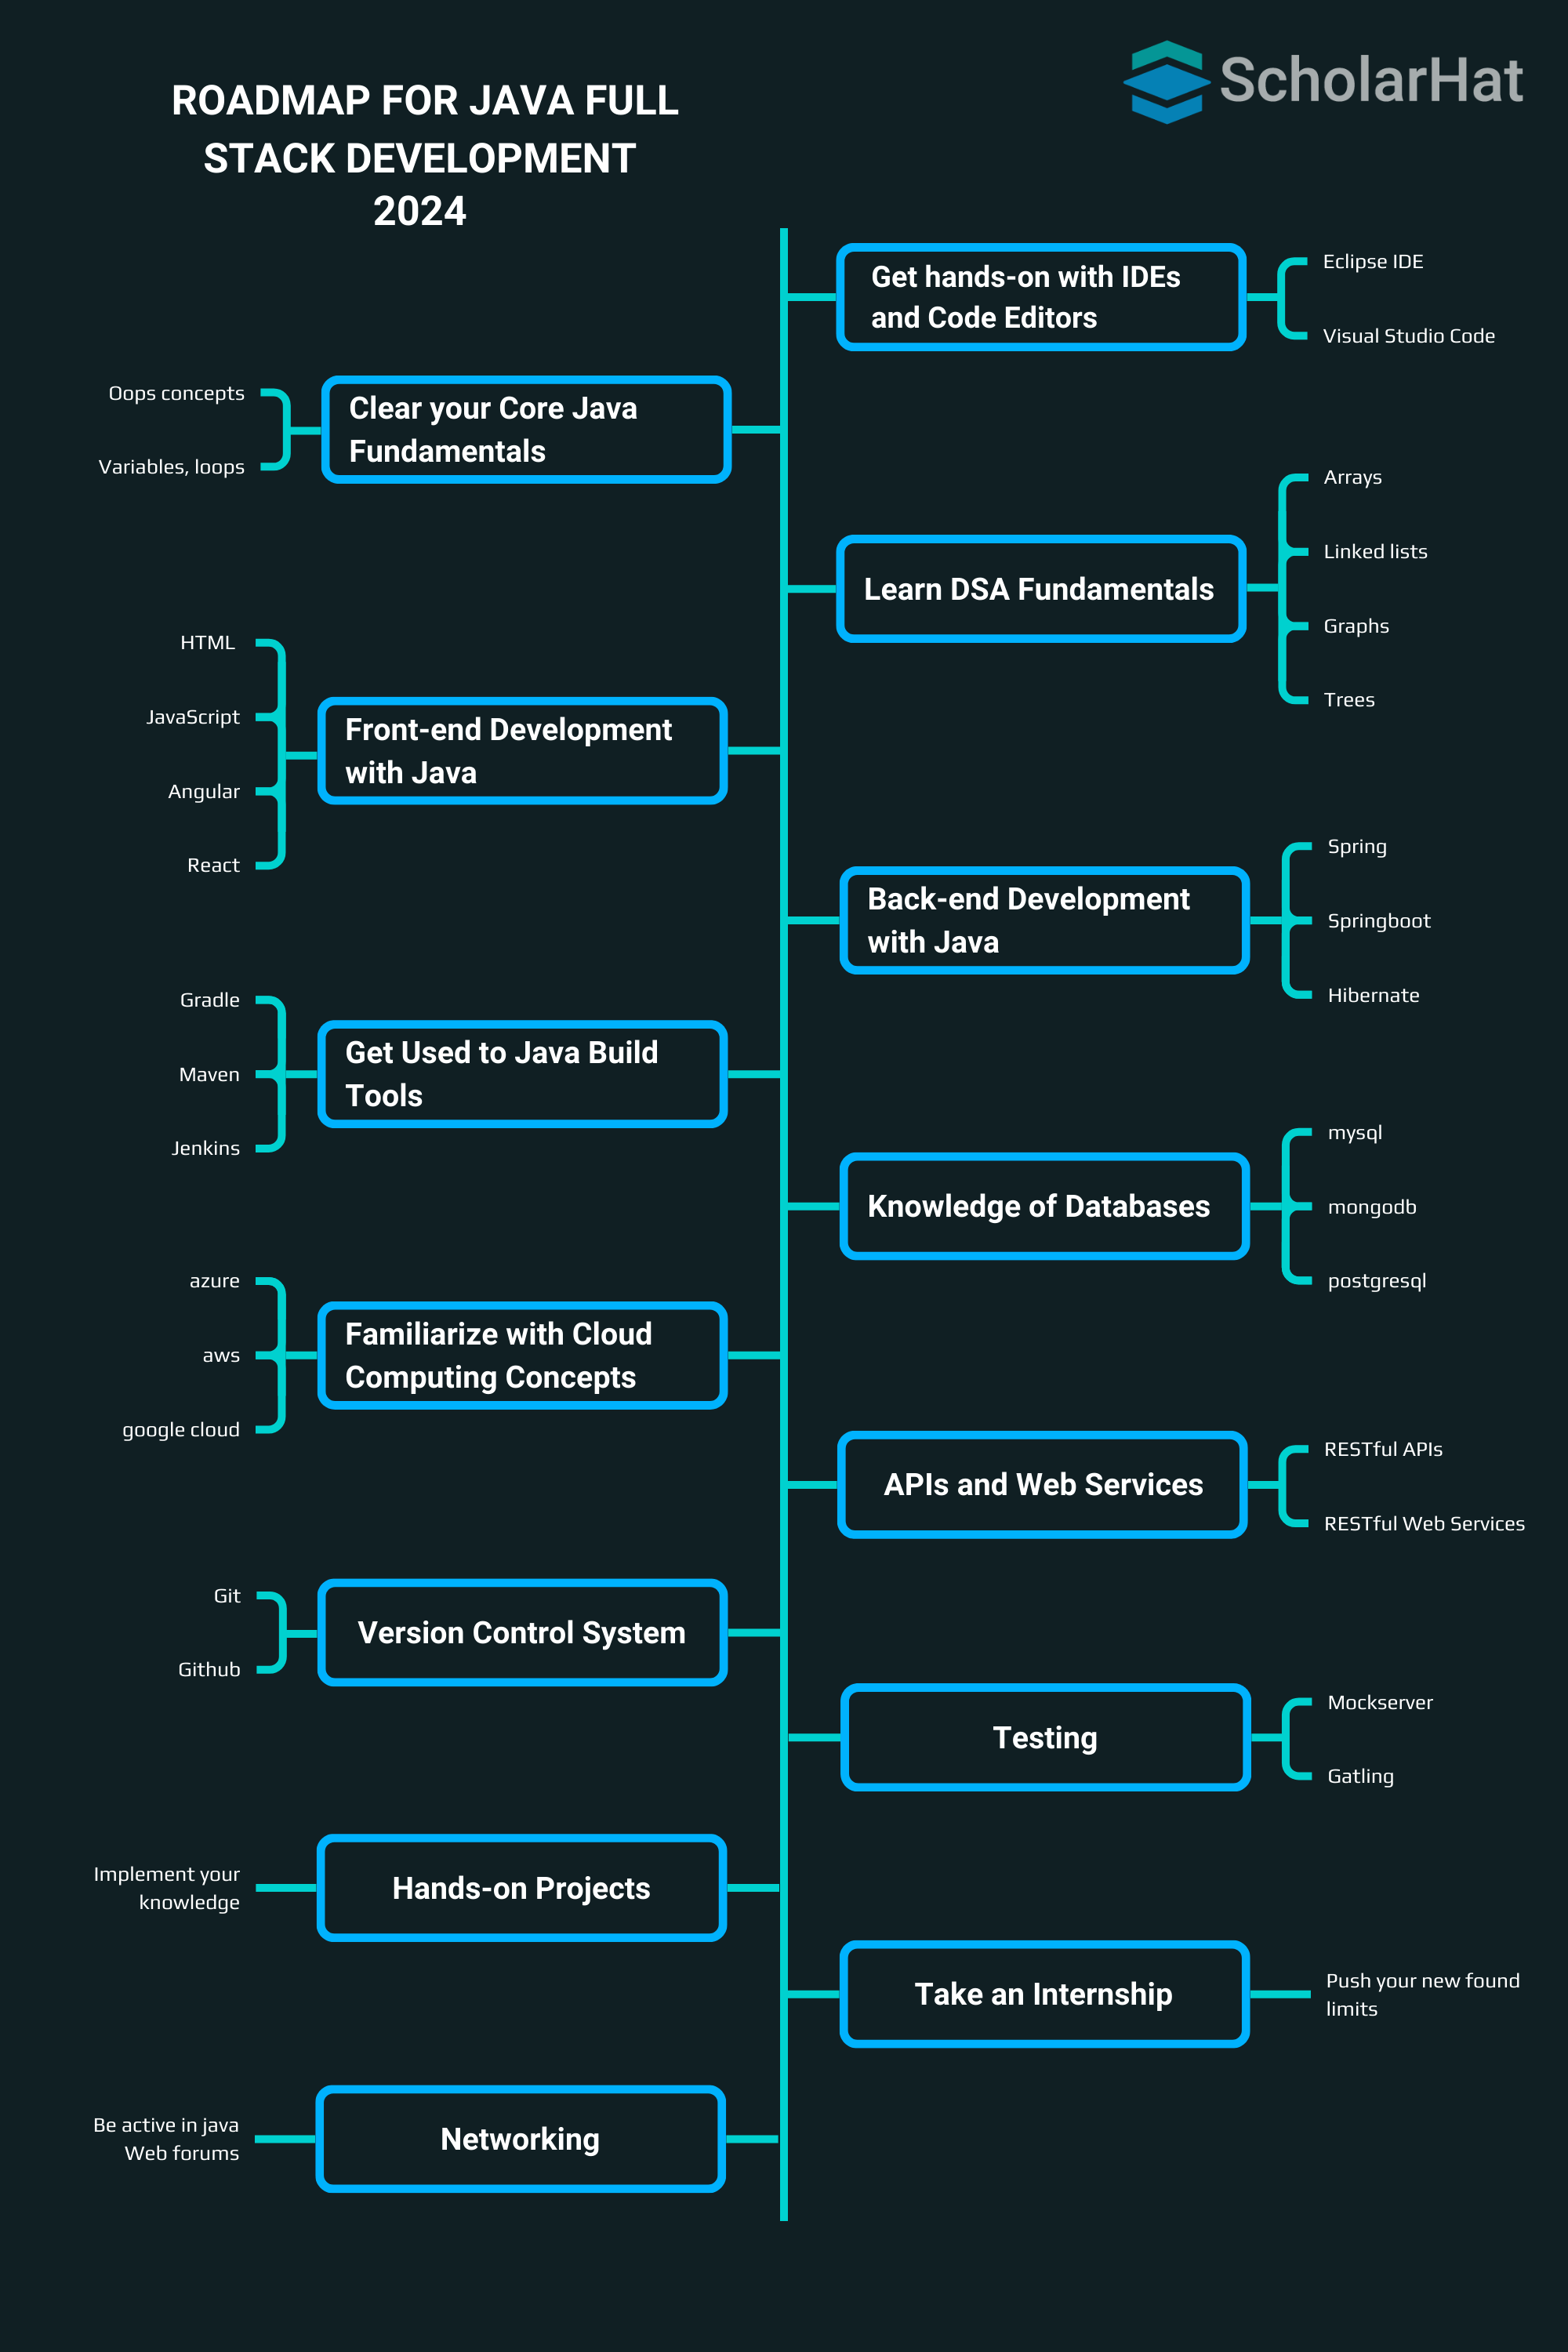 ScholarHat
ROADMAP FOR JAVA FULL
STACK DEVELOPMENT
2024
Get hands-on with IDEs
and Code Editors
Eclipse IDE
Visual Studio Code
Clear your Core Java
Fundamentals
Oops concepts
Variables, loops
Learn DSA Fundamentals
Arrays
Linked lists
Graphs
Trees
Front-end Development
with Java
HTML
JavaScript
Angular
React
Back-end Development
with Java
Spring
Springboot
Hibernate
Get Used to Java Build
Tools
Gradle
Maven
Jenkins
Knowledge of Databases
mysql
mongodb
postgresql
Familiarize with Cloud
Computing Concepts
azure
aws
google cloud
APIs and Web Services
RESTful APIs
RESTful Web Services
Version Control System
Git
Github
Testing
Mockserver
Gatling
Hands-on Projects
Implement your
knowledge
Take an Internship
Push your new found
limits
Networking
Be active in java
Web forums